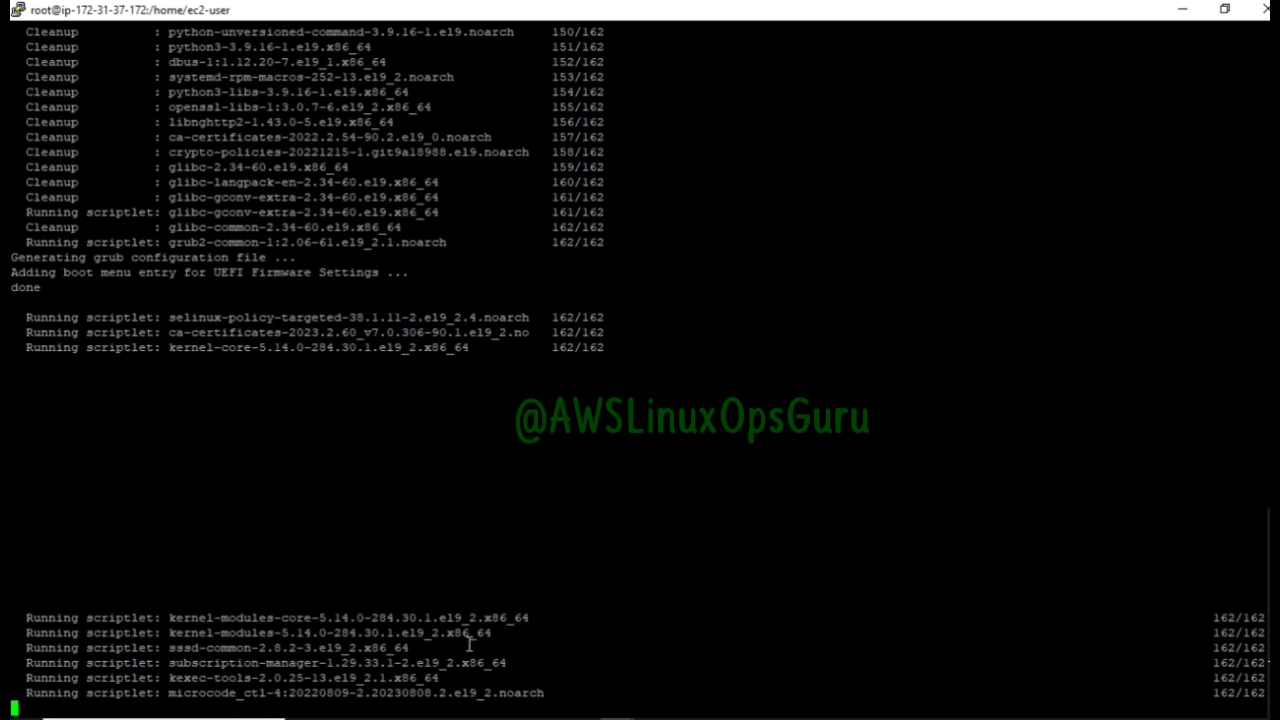 root@ip-172-31-37-172:/home/ec2-user
Cleanup : python-unversioned-command-3.9.16-1.el9.noarch 150/162
Cleanup : python3-3.9.16-1.el9.x86_64 151/162
Cleanup : dbus-1:1.12.20-7.el9_1.x86_64 152/162
Cleanup : systemd-rpm-macros-252-13.el9_2.noarch 153/162
Cleanup : python3-libs-3.9.16-1.el9.x86_64 154/162
Cleanup : openssl-libs-1:3.0.7-6.el9_2.x86_64 155/162
Cleanup : libnghttp2-1.43.0-5.el9.x86_64 156/162
Cleanup : ca-certificates-2022.2.54-90.2.el9_0.noarch 157/162
Cleanup : crypto-policies-20221215-1.git9a18988.el9.noarch 158/162
Cleanup : glibc-2.34-60.el9.x86_64 159/162
Cleanup : glibc-langpack-en-2.34-60.el9.x86_64 160/162
Cleanup : glibc-gconv-extra-2.34-60.el9.x86_64 161/162
Running scriptlet: glibc-gconv-extra-2.34-60.el9.x86_64 161/162
Cleanup : glibc-common-2.34-60.el9.x86_64 162/162
Running scriptlet: grub2-common-1:2.06-61.el9_2.1.noarch 162/162
Generating grub configuration file ...
Adding boot menu entry for UEFI Firmware Settings ...
done
Running scriptlet: selinux-policy-targeted-38.1.11-2.el9_2.4.noarch 162/162
Running scriptlet: ca-certificates-2023.2.60_v7.0.306-90.1.el9_2.no 162/162
Running scriptlet: kernel-core-5.14.0-284.30.1.el9_2.x86_64 162/162
@AWSLinuxOpsGuru
Running scriptlet: kernel-modules-core-5.14.0-284.30.1.el9_2.x86_64 162/162
Running scriptlet: kernel-modules-5.14.0-284.30.1.el9_2.x86_64 162/162
Running scriptlet: sssd-common-2.8.2-3.el9_2.x86_64 162/162
Running scriptlet: subscription-manager-1.29.33.1-2.el9_2.x86_64 162/162
Running scriptlet: kexec-tools-2.0.25-13.el9_2.1.x86_64 162/162
Running scriptlet: microcode_ctl-4:20220809-2.20230808.2.el9_2.noarch 162/162